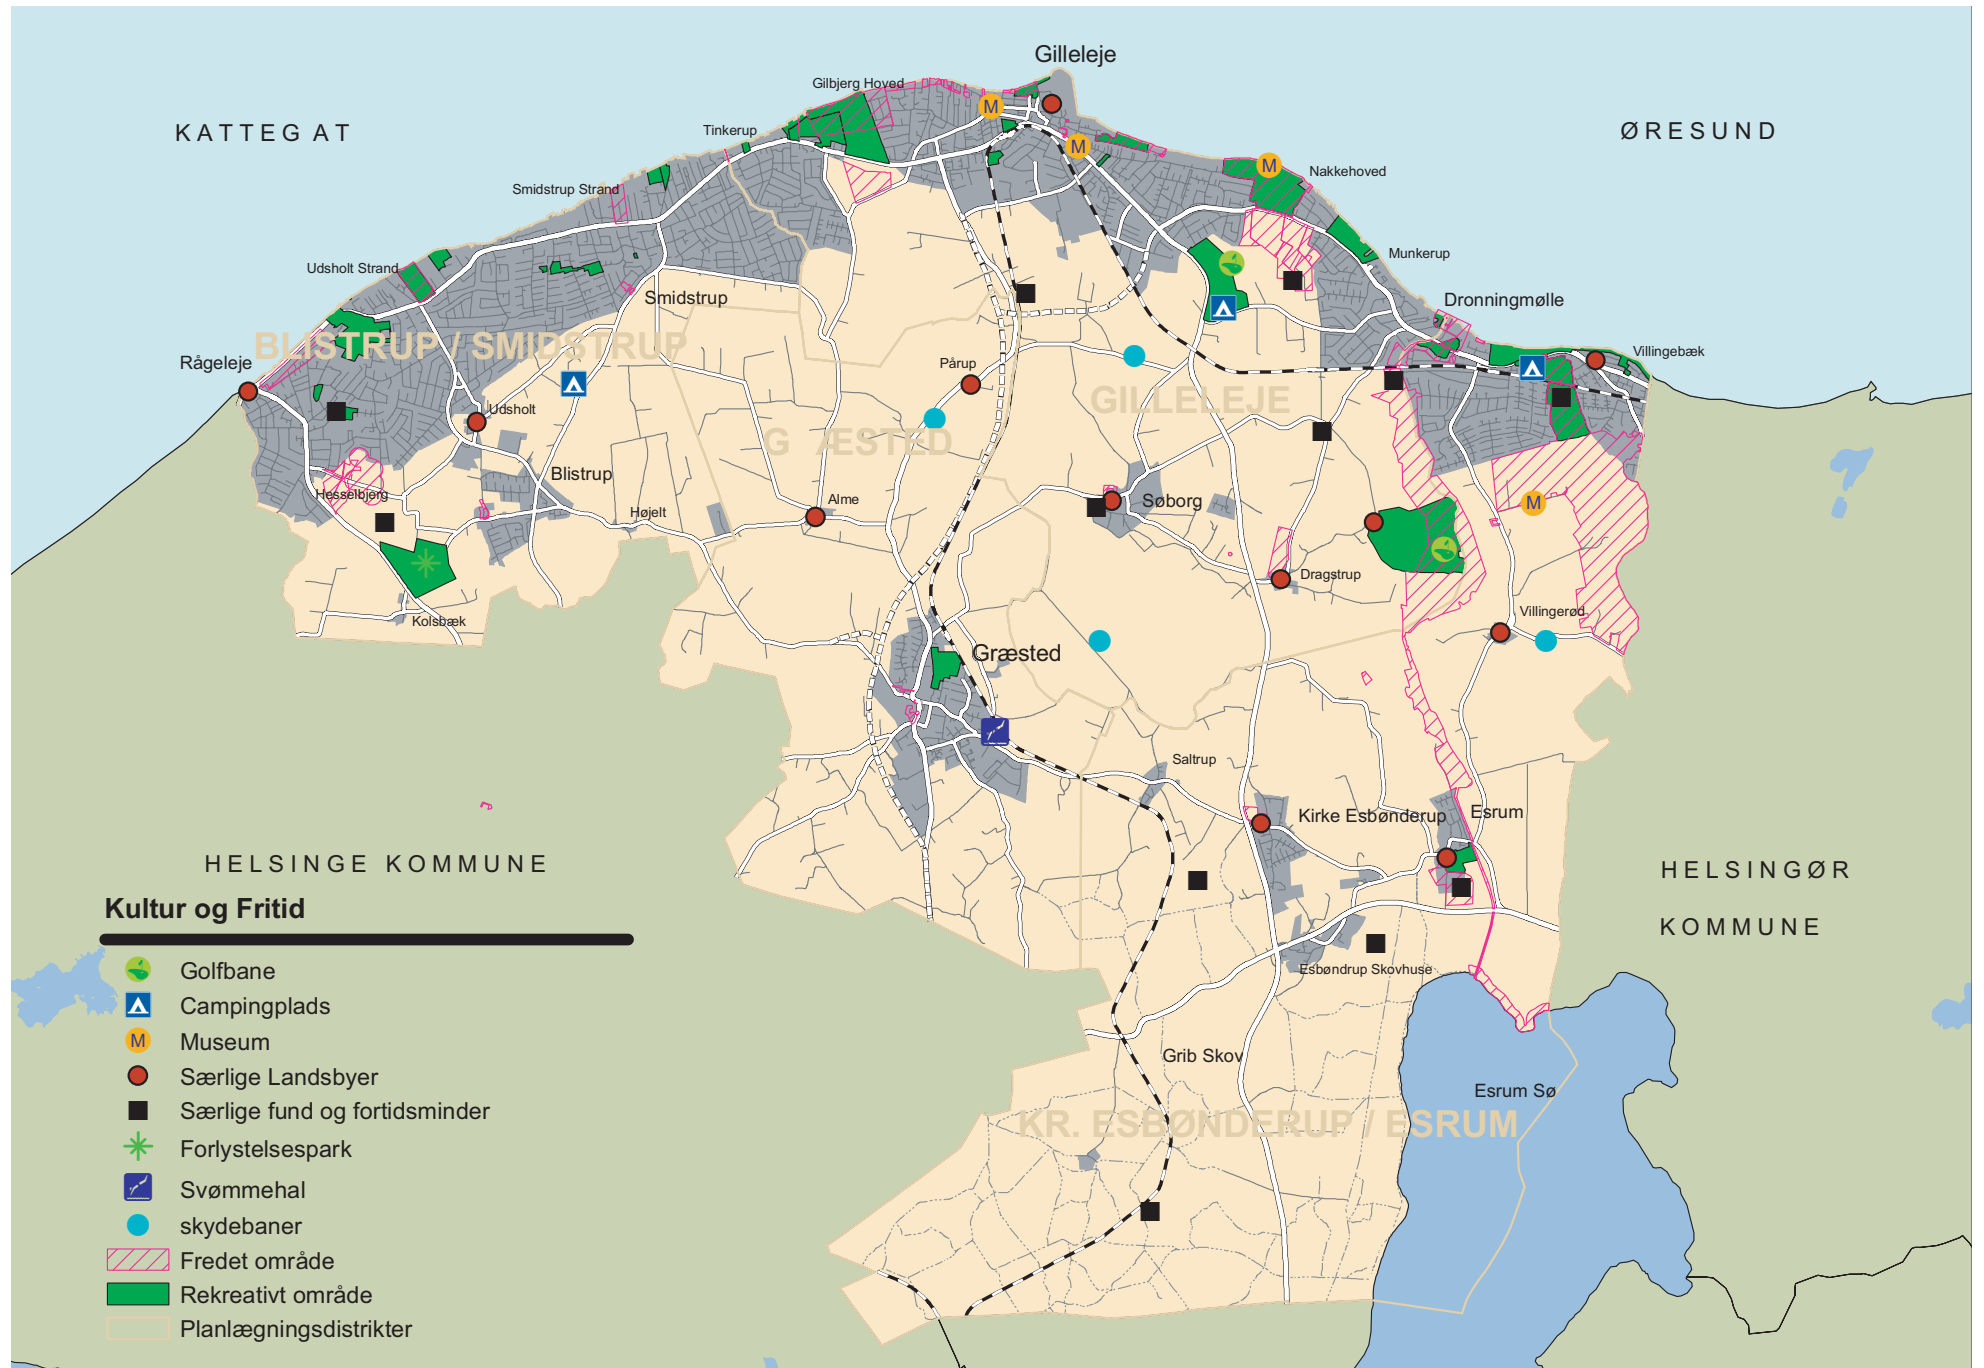 Gilleleje
Gilbjerg Hoved
KATTEGAT
Tinkerup
ØRESUND
Nakkehoved
Smidstrup Strand
Munkerup
Udsholt Strand
Smidstrup
Dronningmølle
BLISTRUP / SMIDSTRUP
Villingebæk
Rågeleje
Pårup
GILLELEJE
Udsholt
G ÆSTED
Blistrup
Hesselbjerg
Alme
Søborg
Højelt
Dragstrup
Kolsbæk
Villingerød
Græsted
Saltrup
Kirke Esbønderup
Esrum
HELSINGE KOMMUNE
HELSINGØR
KOMMUNE
Esbøndrup Skovhuse
Grib Skov
Esrum Sø
KR. ESBØNDERUP / ESRUM
M
M
M
M
Kultur og Fritid
Golfbane
Campingplads
M Museum
Særlige Landsbyer
Særlige fund og fortidsminder
Forlystelsespark
Svømmehal
skydebaner
Fredet område
Rekreativt område
Planlægningsdistrikter